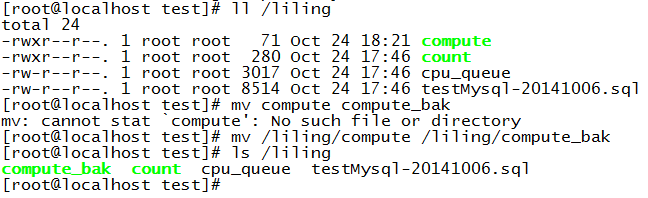 [root@localhost test]# ll /liling
total 24
-rwxr--r--. 1 root root   71 Oct 24 18:21 compute
-rwxr--r--. 1 root root  280 Oct 24 17:46 count
-rw-r--r--. 1 root root 3017 Oct 24 17:46 cpu_queue
-rw-r--r--. 1 root root 8514 Oct 24 17:46 testMysql-20141006.sql
[root@localhost test]# mv compute compute_bak
mv: cannot stat `compute': No such file or directory
[root@localhost test]# mv /liling/compute /liling/compute_bak
[root@localhost test]# ls /liling
compute_bak  count  cpu_queue  testMysql-20141006.sql
[root@localhost test]#